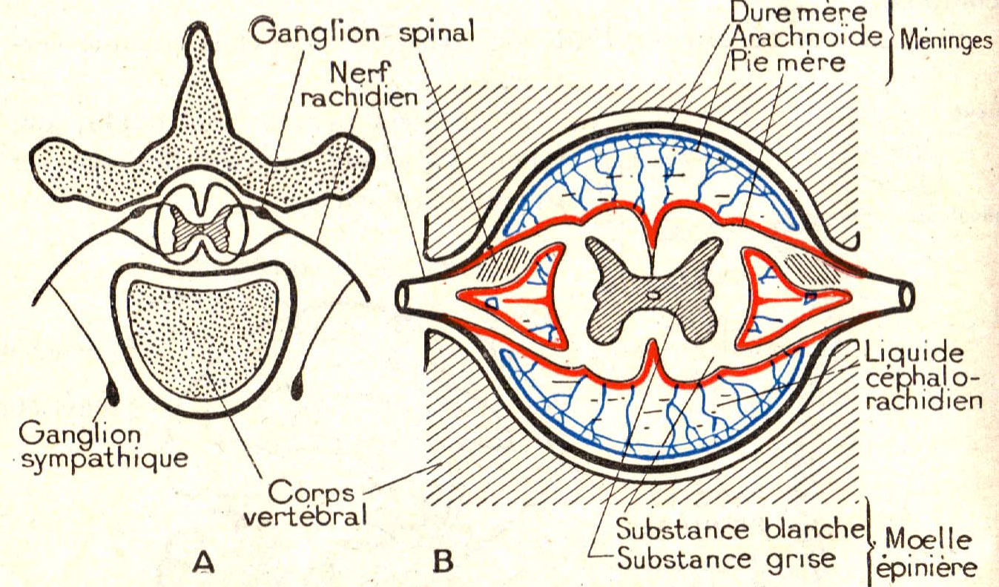 Ganglion spinal
Nerf
rachidien
Dure mère
Arachnoïde
Pie mère
Méninges
Ganglion
sympathique
Corps
vertébral
Liquide
céphalo-
rachidien
Substance blanche
Substance grise
Moelle
épinière
A
B